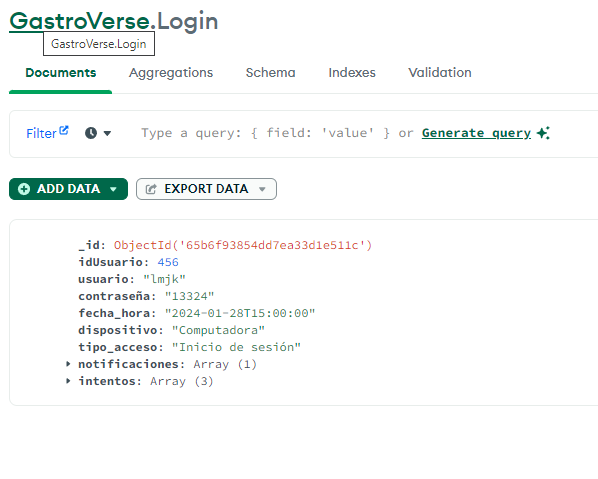 GastroVerse.Login
GastroVerse.Login
Documents Aggregations Schema Indexes Validation
Filter Type a query: { field: 'value' } or Generate query
ADD DATA EXPORT DATA
_id: ObjectId('65b6f93854dd7ea33d1e511c')
idUsuario: 456
usuario: "lmjk"
contraseña: "13324"
fecha_hora: "2024-01-28T15:00:00"
dispositivo: "Computadora"
tipo_acceso: "Inicio de sesión"
notificaciones: Array (1)
intentos: Array (3)